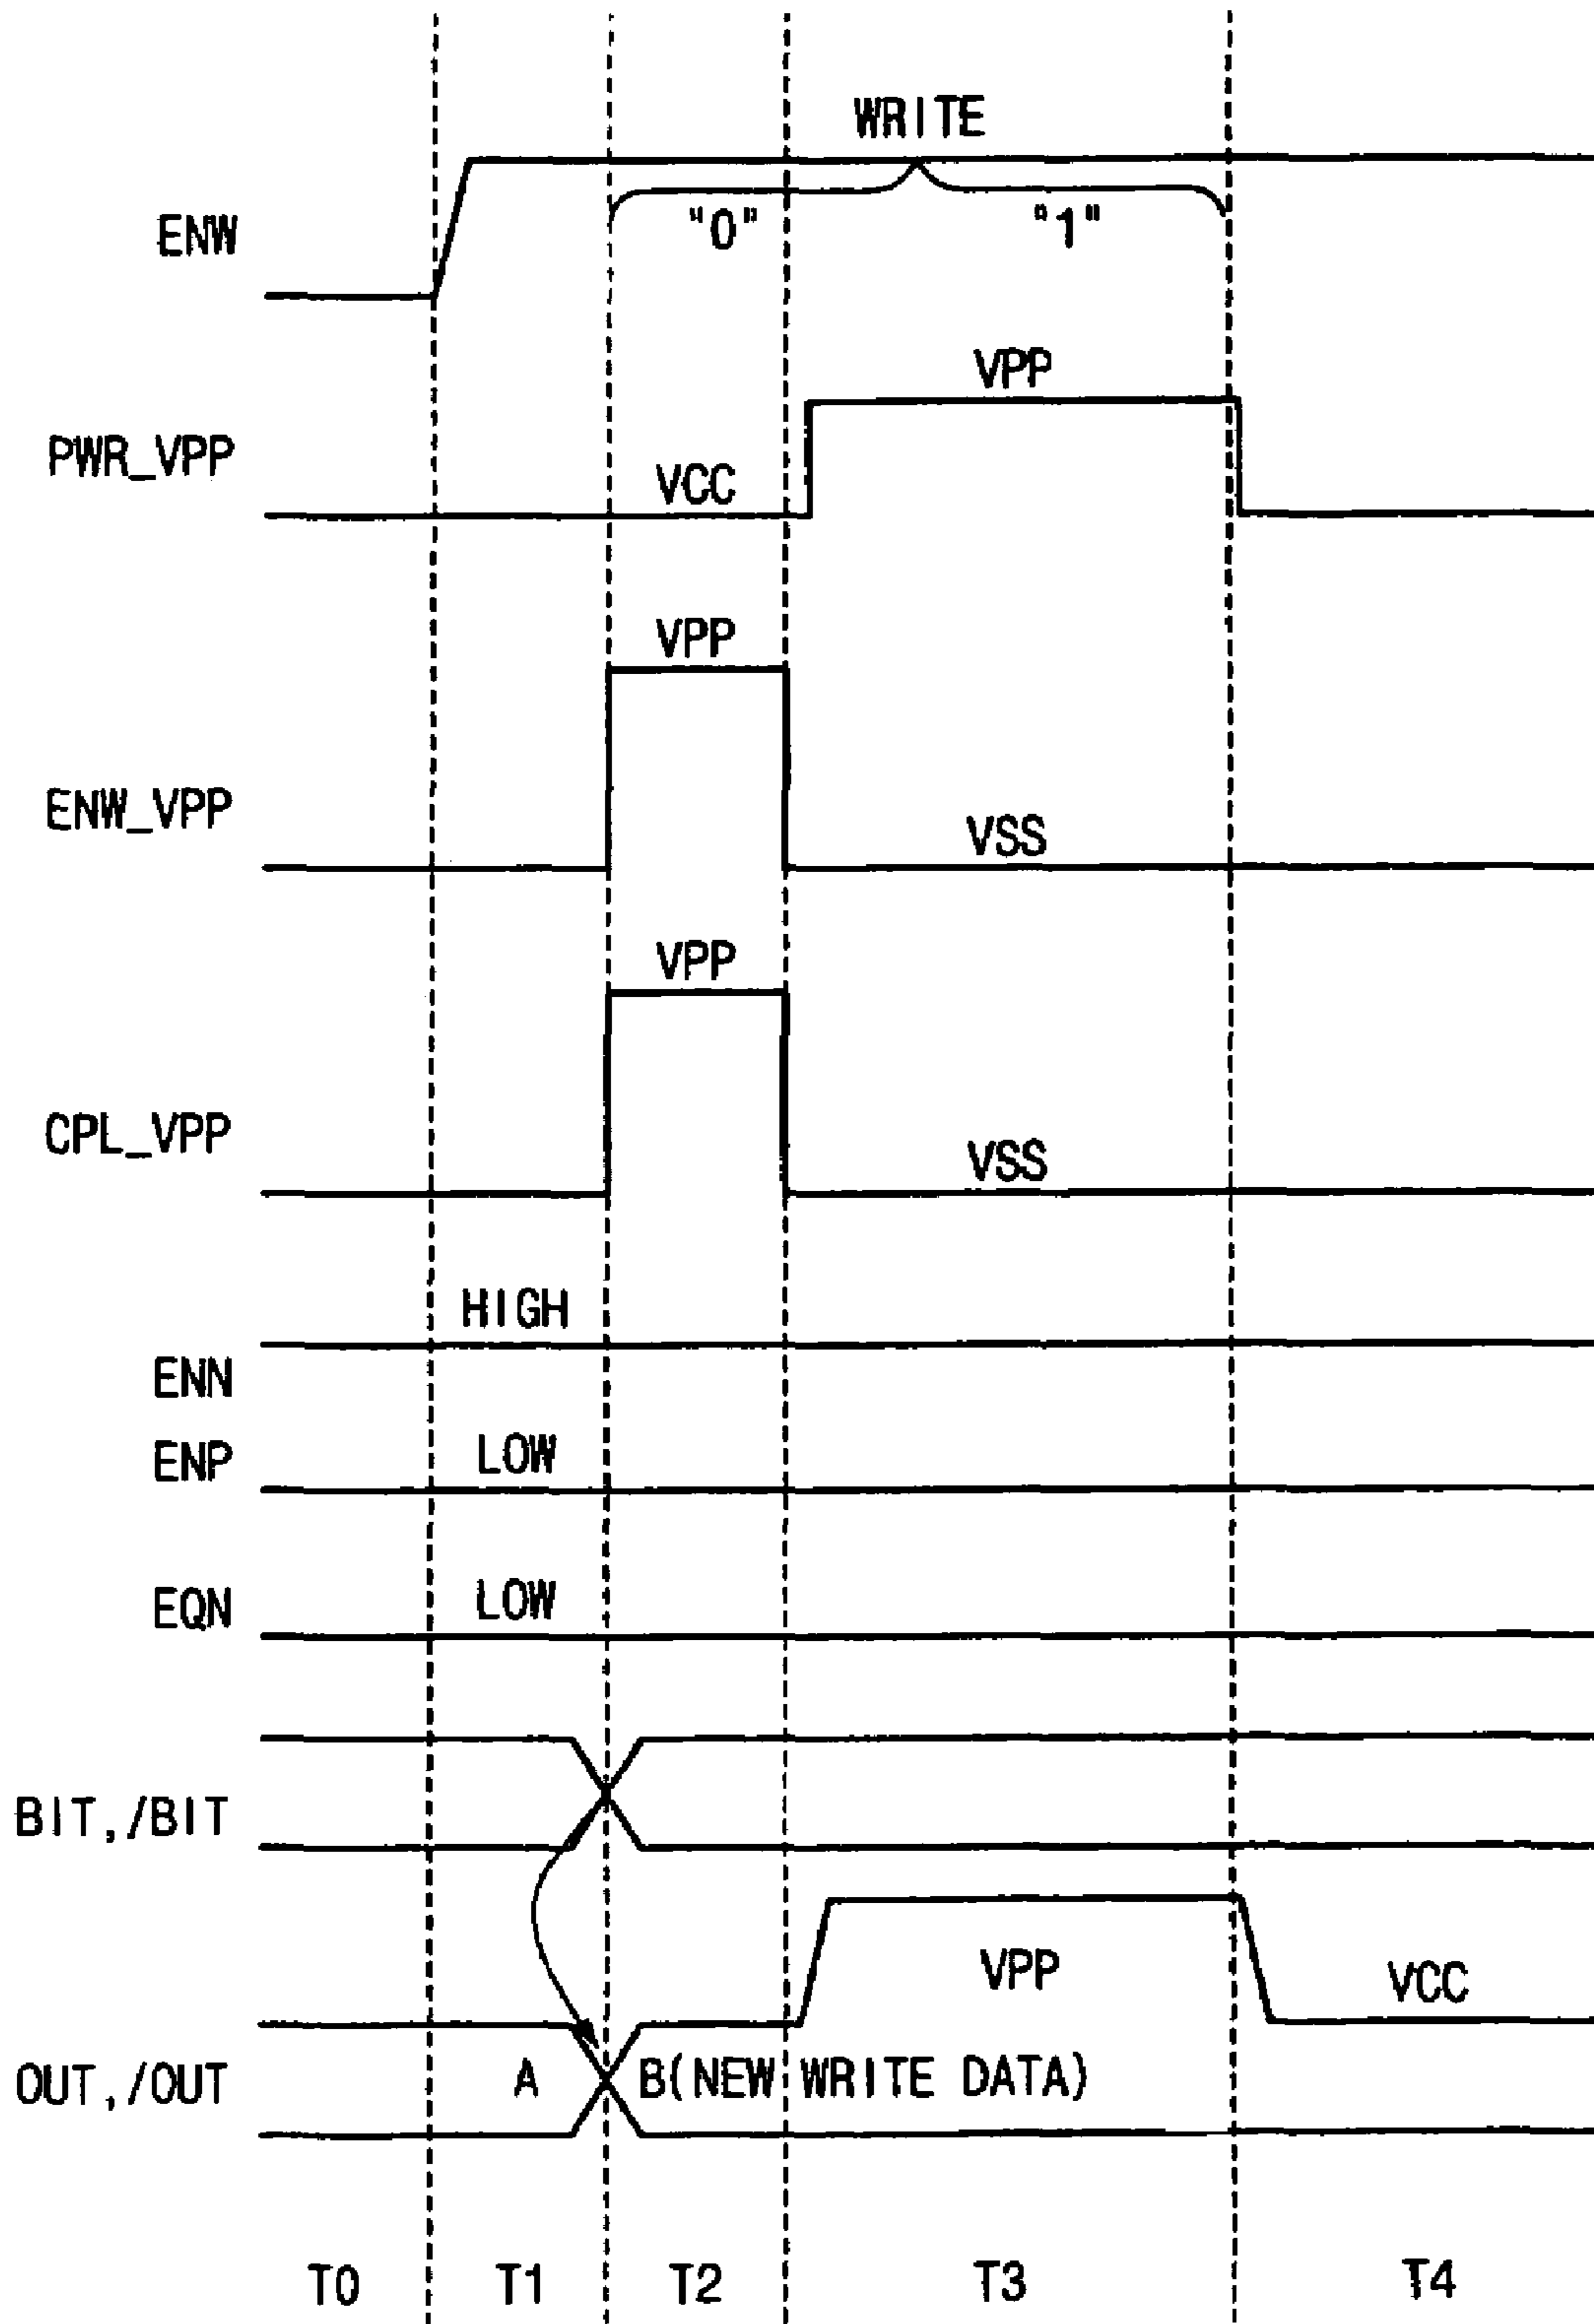 WRITE
"0" "1"
ENW
VPP
PWR_VPP VCC
VPP
ENW_VPP VSS
VPP
CPL_VPP VSS
HIGH
ENN
ENP LOW
EQN LOW
BIT,/BIT
VPP VCC
OUT,/OUT A B(NEW WRITE DATA)
T0 T1 T2 T3 T4